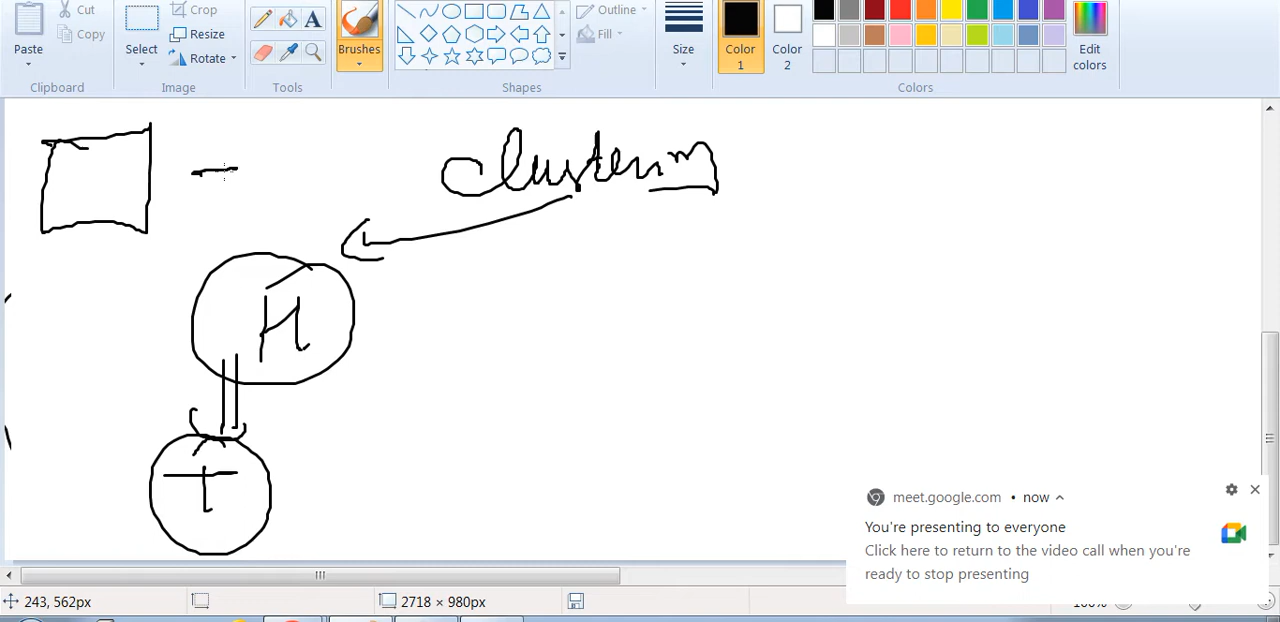 Cut
Crop
Outline
Copy
Resize
Fill
Paste
Select
Rotate
Brushes
Size
Color 1
Color 2
Edit colors
Clipboard
Image
Tools
Shapes
Colors
A
Clustering
H
T
meet.google.com • now
You're presenting to everyone
Click here to return to the video call when you're
ready to stop presenting
243, 562px
2718 × 980px
100%